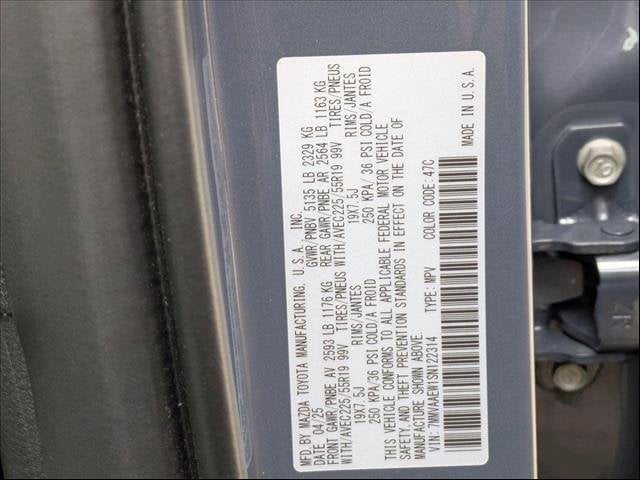 MFD.BY MAZDA TOYOTA MANUFACTURING, U.S.A., INC.
DATE 04/25 GVWR/PNBV 5135 LB 2329 KG
FRONT GAWR/PNBE AV 2593 LB 1176 KG REAR GAWR/PNBE AR 2564 LB 1163 KG
WITH/AVEC225/55R19 99V TIRES/PNEUS WITH/AVEC225/55R19 99V TIRES/PNEUS
19X7.5J RIMS/JANTES 19X7.5J RIMS/JANTES
250 KPA/36 PSI COLD/A FROID 250 KPA/ 36 PSI COLD/A FROID
THIS VEHICLE CONFORMS TO ALL APPLICABLE FEDERAL MOTOR VEHICLE
SAFETY,AND THEFT PREVENTION STANDARDS IN EFFECT ON THE DATE OF
MANUFACTURE SHOWN ABOVE.
VIN:7MMVAAEM1SN122314 TYPE:MPV COLOR CODE:47C MADE IN U.S.A.